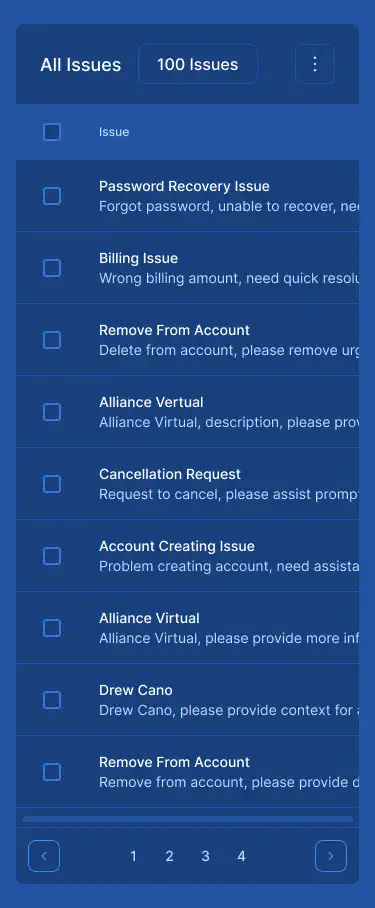 All Issues
100 Issues
Issue
Password Recovery Issue
Forgot password, unable to recover,
Billing Issue
Wrong billing amount, need quick
Remove From Account
Delete from account, please remove
Alliance Vertual
Alliance Virtual, description, please
Cancellation Request
Request to cancel, please assist
Account Creating Issue
Problem creating account, need
Alliance Virtual
Alliance Virtual, please provide more
Drew Cano
Drew Cano, please provide context for
Remove From Account
Remove from account, please provide
1 2 3 4